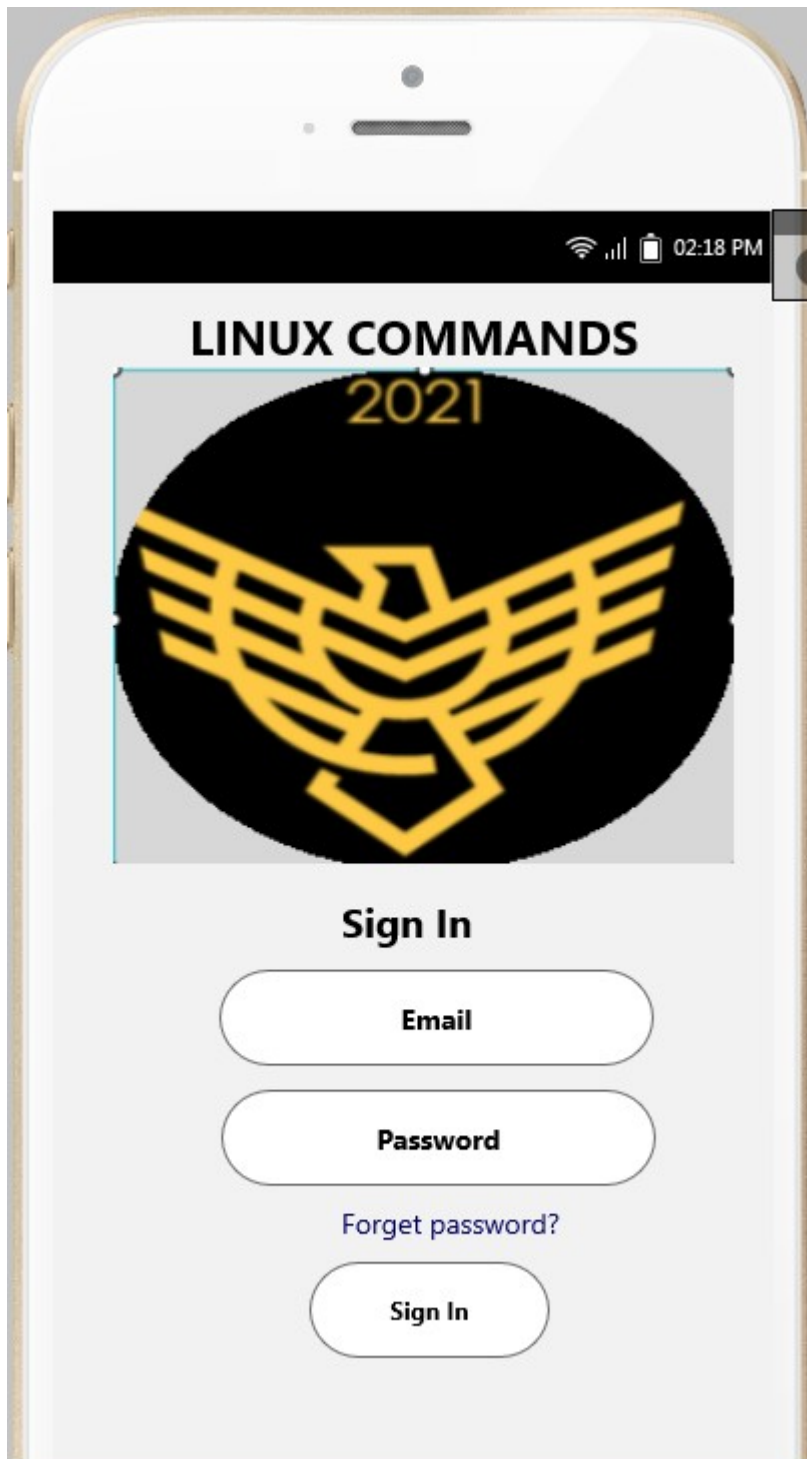 02:18 PM
LINUX COMMANDS
2021
Sign In
Email
Password
Forget password?
Sign In